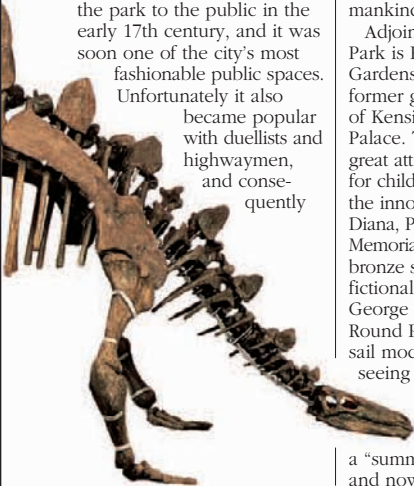 the park to the public in the
early 17th century, and it was
soon one of the city's most
fashionable public spaces.
Unfortunately it also
became popular
with duellists and
highwaymen,
and conse-
quently
mankind
Adjoin
Park is
Gardens
former g
of Kensi
Palace. T
great att
for child
the inno
Diana, P
Memoria
bronze s
fictional
George
Round P
sail mod
seeing
a “summ
and now